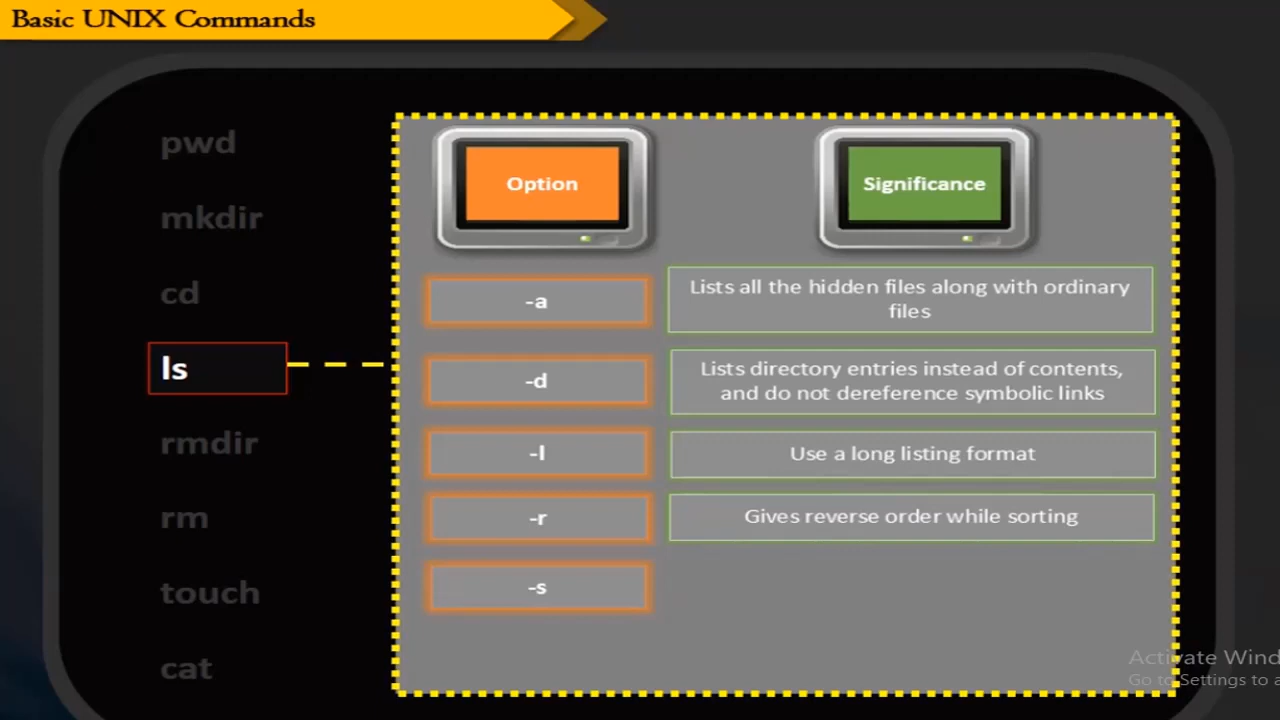 Basic UNIX Commands
pwd
mkdir
cd
ls
rmdir
rm
touch
cat
Option
Significance
-a
Lists all the hidden files along with ordinary
files
-d
Lists directory entries instead of contents,
and do not dereference symbolic links
-l
Use a long listing format
-r
Gives reverse order while sorting
-s
Activate Wind
Go to Settings to a